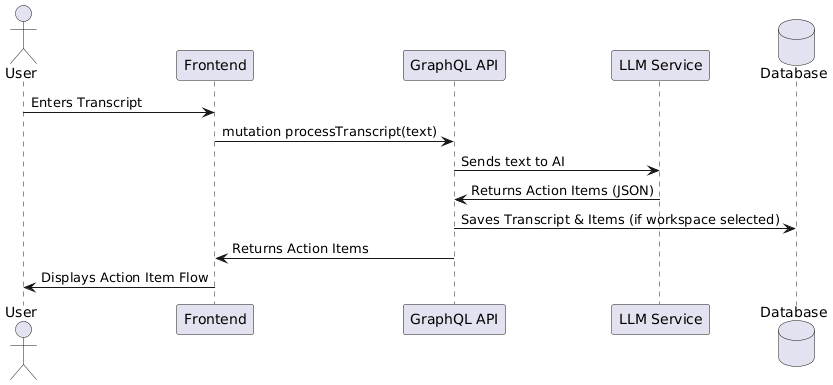 User
Frontend
GraphQL API
LLM Service
Database
Enters Transcript
mutation processTranscript(text)
Sends text to AI
Returns Action Items (JSON)
Saves Transcript & Items (if workspace selected)
Returns Action Items
Displays Action Item Flow
User
Frontend
GraphQL API
LLM Service
Database